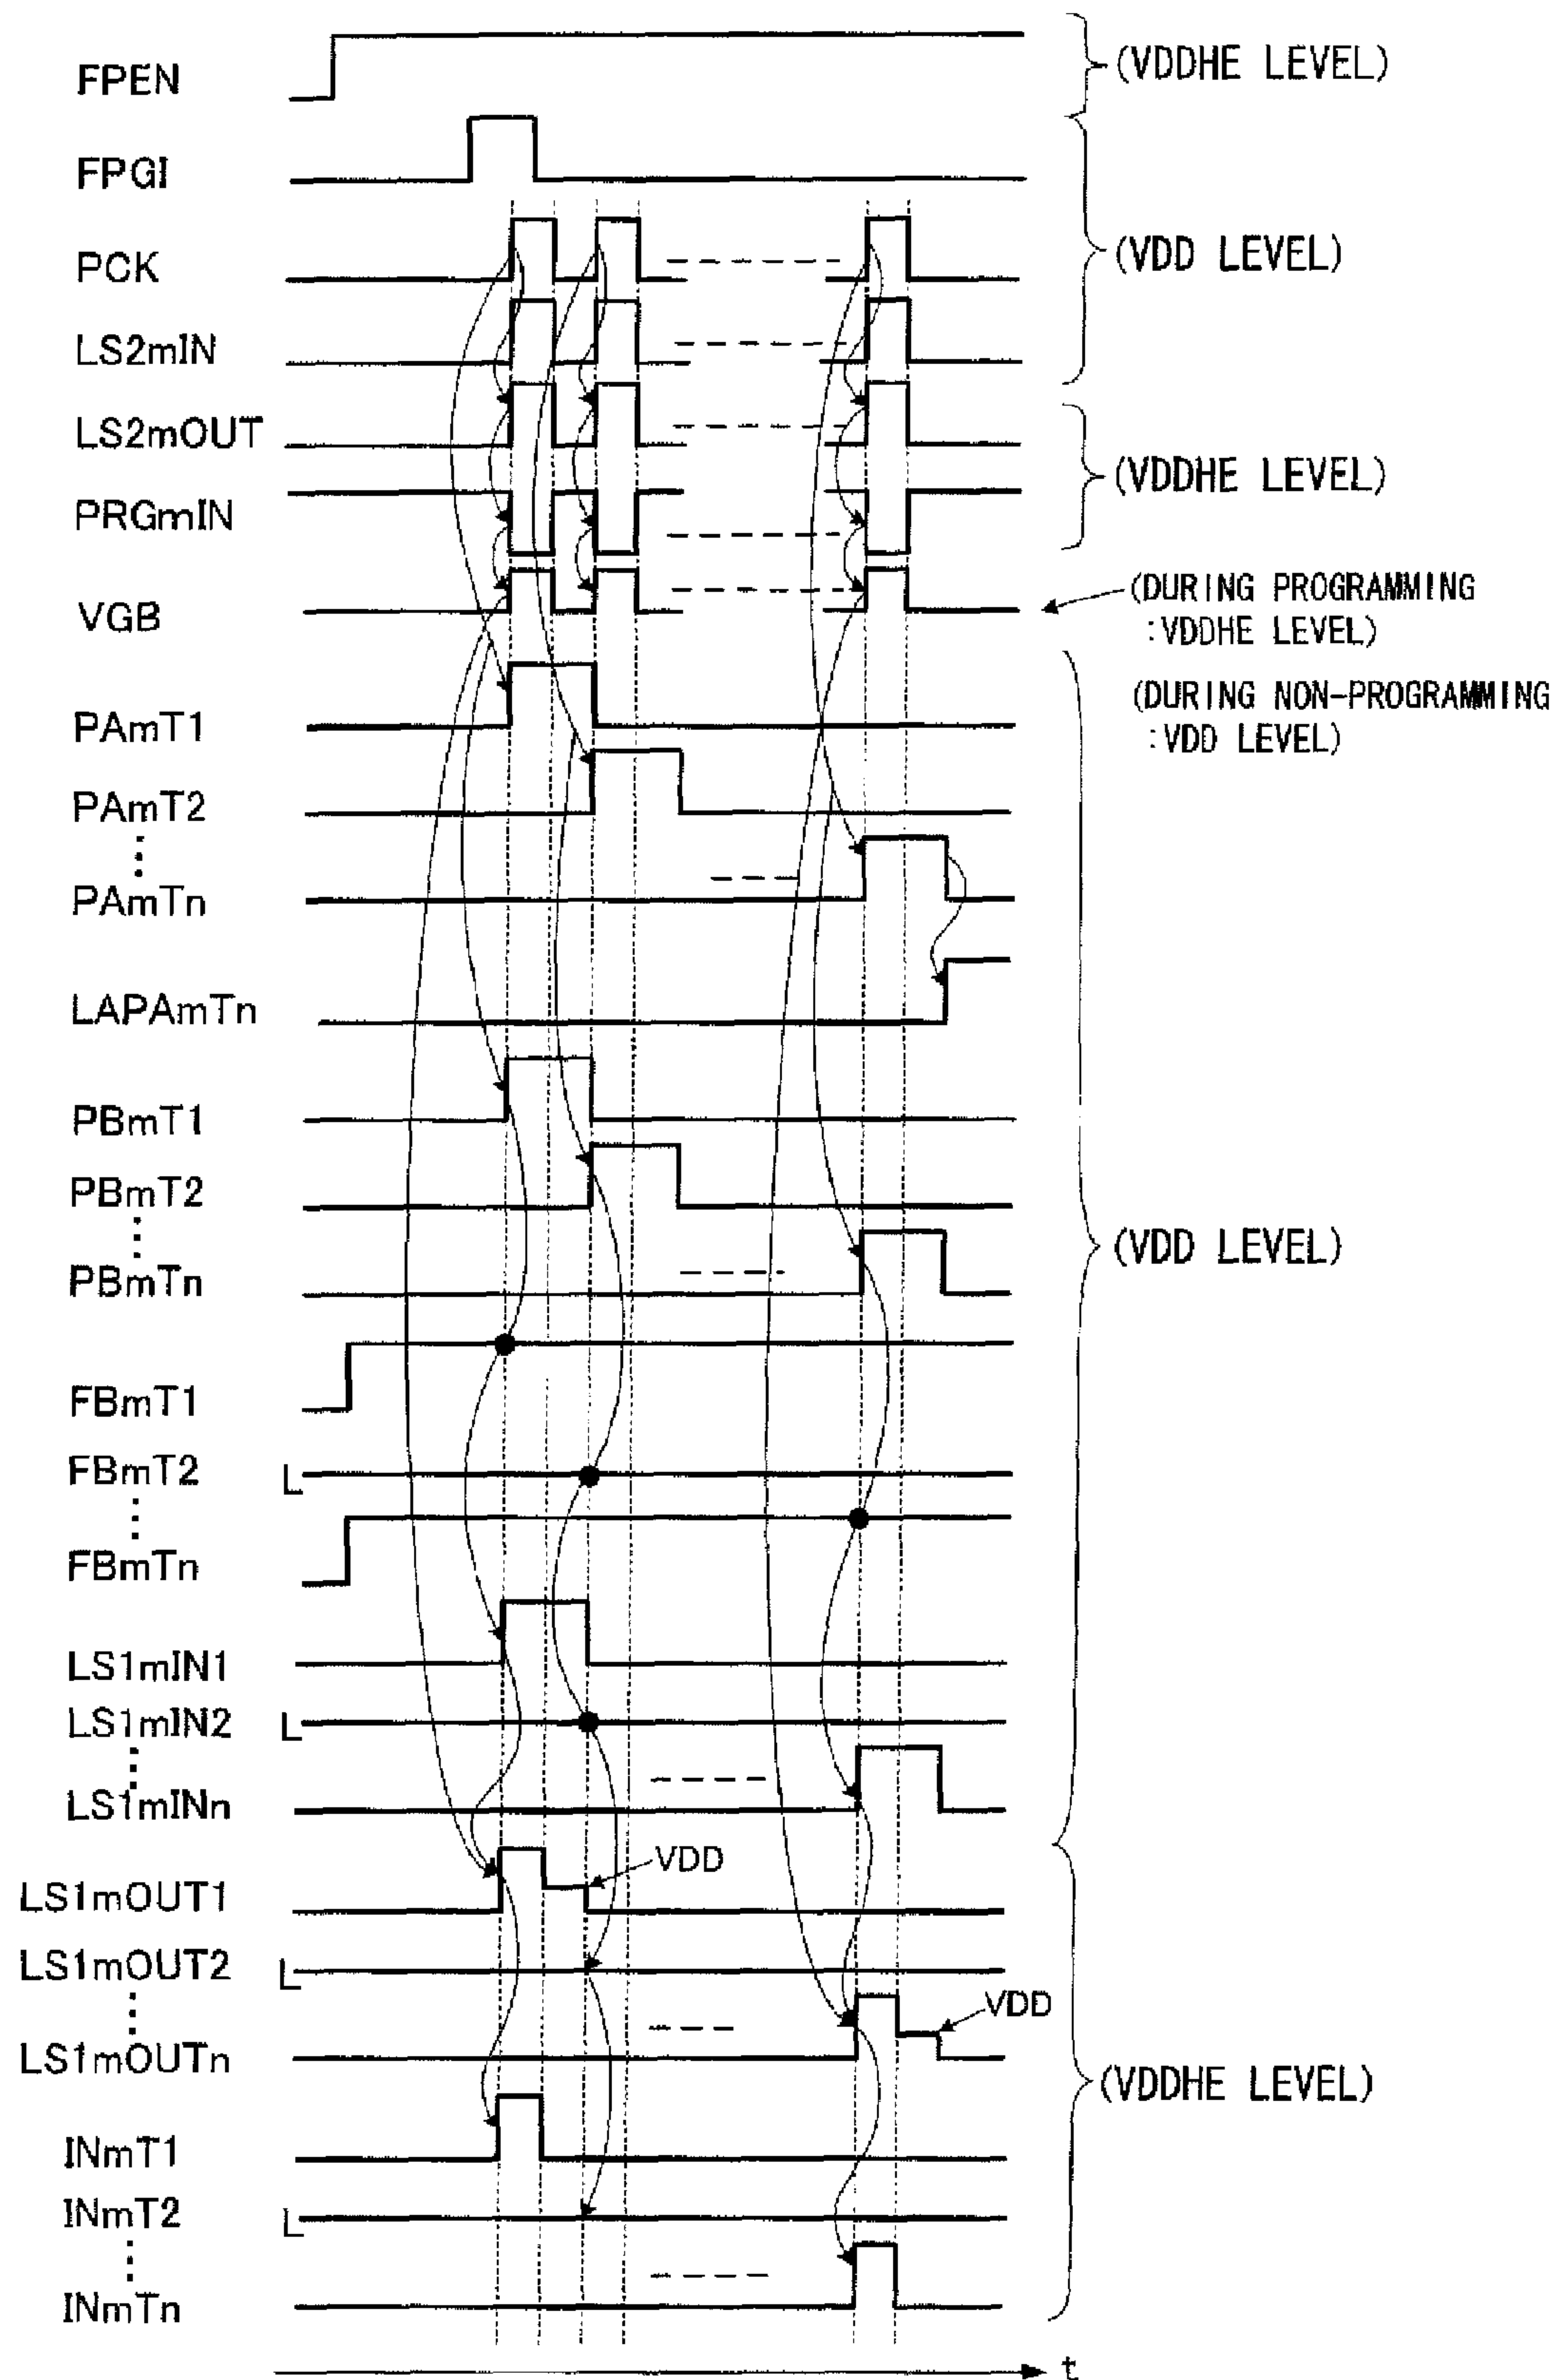 FPEN
(VDDHE LEVEL)
FPGI
PCK
(VDD LEVEL)
LS2mIN
LS2mOUT
(VDDHE LEVEL)
PRGmIN
VGB
(DURING PROGRAMMING
:VDDHE LEVEL)
(DURING NON-PROGRAMMING
:VDD LEVEL)
PAmT1
PAmT2
PAmTn
LAPAmTn
PBmT1
PBmT2
(VDD LEVEL)
PBmTn
FBmT1
FBmT2 L
FBmTn
LS1mIN1
LS1mIN2 L
LS1mINn
VDD
LS1mOUT1
LS1mOUT2 L
VDD
LS1mOUTn
(VDDHE LEVEL)
INmT1
INmT2 L
INmTn
t